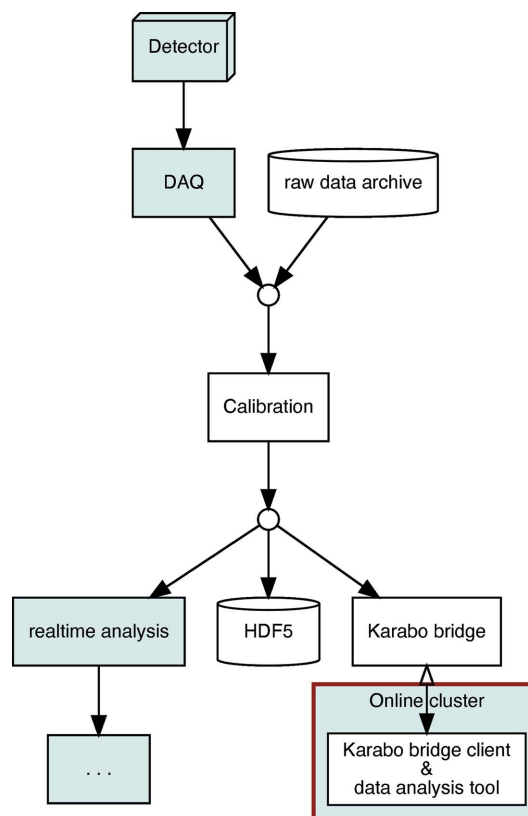 Detector
DAQ
raw data archive
Calibration
realtime analysis
HDF5
Karabo bridge
. . .
Online cluster
Karabo bridge client
&
data analysis tool